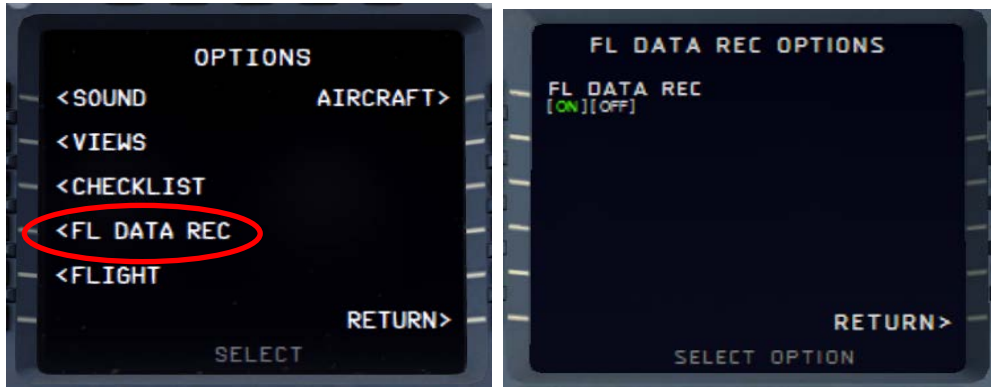 OPTIONS
<SOUND AIRCRAFT>
<VIEWS
<CHECKLIST
<FL DATA REC
<FLIGHT
RETURN>
SELECT
FL DATA REC OPTIONS
FL DATA REC
[ON][OFF]
RETURN>
SELECT OPTION